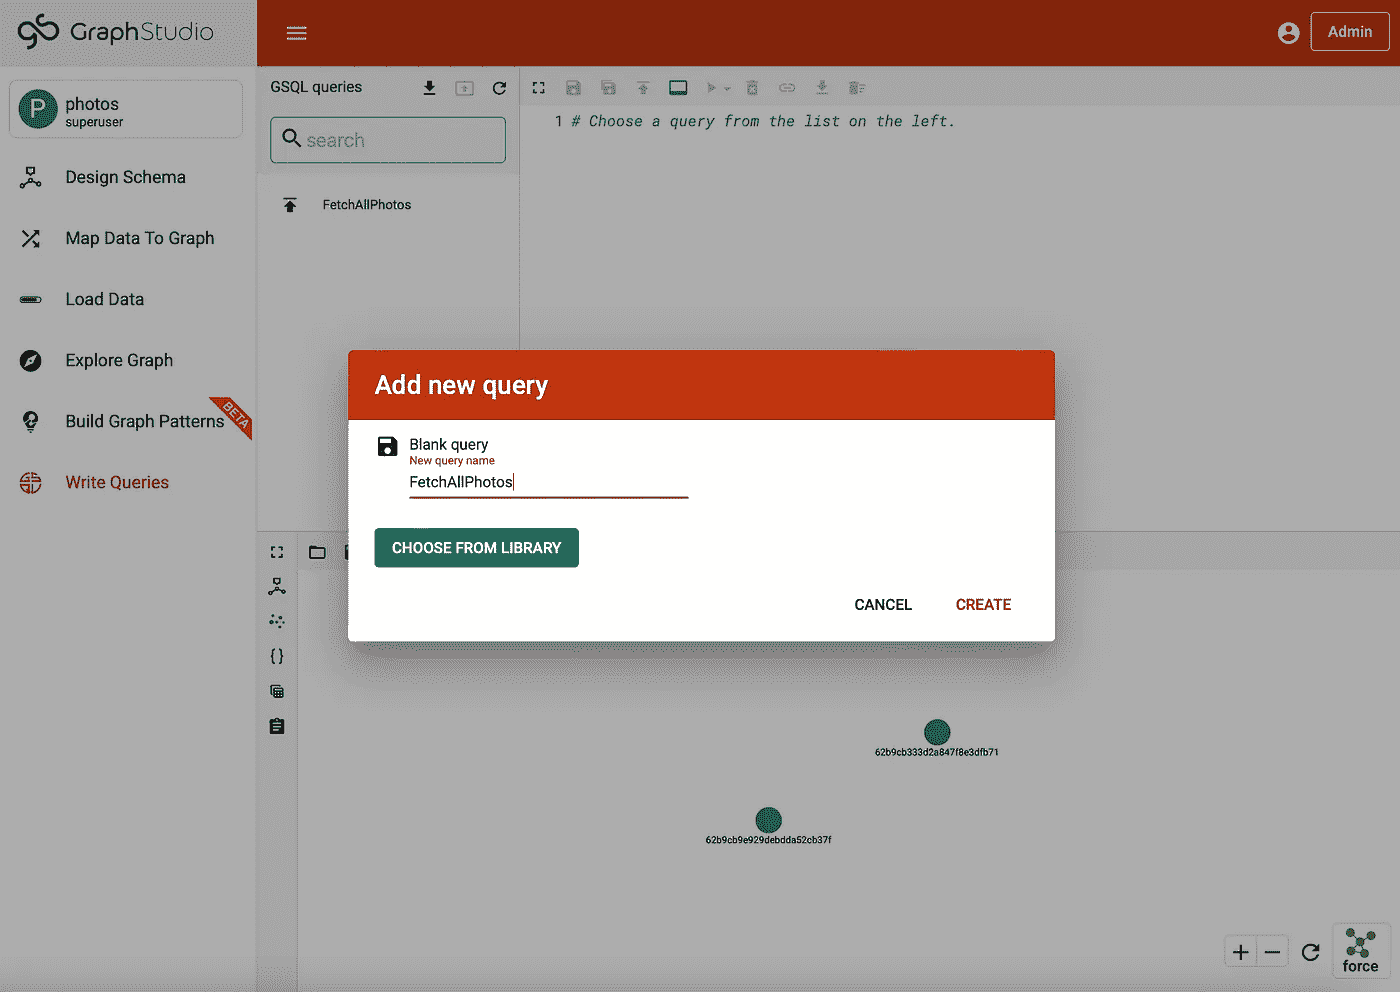 GraphStudio
Admin
P
photos
superuser
Design Schema
Map Data To Graph
Load Data
Explore Graph
Build Graph Patterns
BETA
Write Queries
GSQL queries
search
FetchAllPhotos
1 # Choose a query from the list on the left.
Add new query
Blank query
New query name
FetchAllPhotos
CHOOSE FROM LIBRARY
CANCEL
CREATE
62b9cb333d2a847f8e3dfb71
62b9cb9e929debdda52cb37f
force